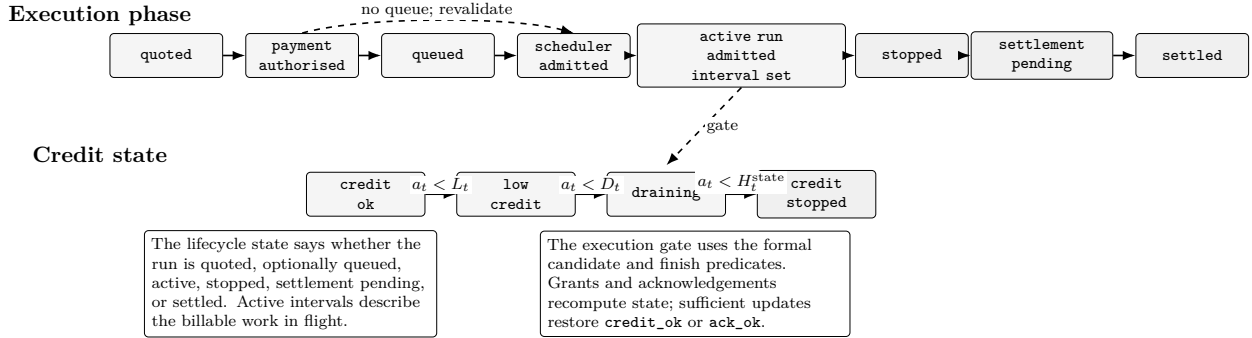 Execution phase
no queue; revalidate
quoted
payment
authorised
queued
scheduler
admitted
active run
admitted
interval set
stopped
settlement
pending
settled
gate
Credit state
credit
ok
a_t < L_t
low
credit
a_t < D_t
draining
a_t < H_t^state
credit
stopped
The lifecycle state says whether the
run is quoted, optionally queued,
active, stopped, settlement pending,
or settled. Active intervals describe
the billable work in flight.
The execution gate uses the formal
candidate and finish predicates.
Grants and acknowledgements
recompute state; sufficient updates
restore credit_ok or ack_ok.